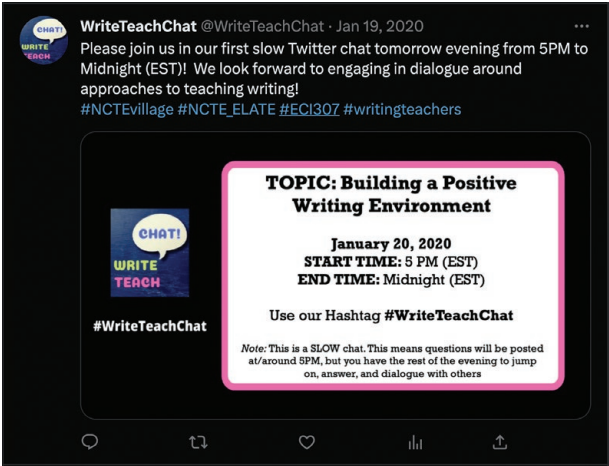 CHAT!
WRITE
TEACH
WriteTeachChat @WriteTeachChat · Jan 19, 2020
Please join us in our first slow Twitter chat tomorrow evening from 5PM to
Midnight (EST)!  We look forward to engaging in dialogue around
approaches to teaching writing!
#NCTEvillage #NCTE_ELATE #ECI307 #writingteachers
CHAT!
WRITE
TEACH
#WriteTeachChat
TOPIC: Building a Positive
Writing Environment
January 20, 2020
START TIME: 5 PM (EST)
END TIME: Midnight (EST)
Use our Hashtag #WriteTeachChat
Note: This is a SLOW chat. This means questions will be posted
at/around 5PM, but you have the rest of the evening to jump
on, answer, and dialogue with others